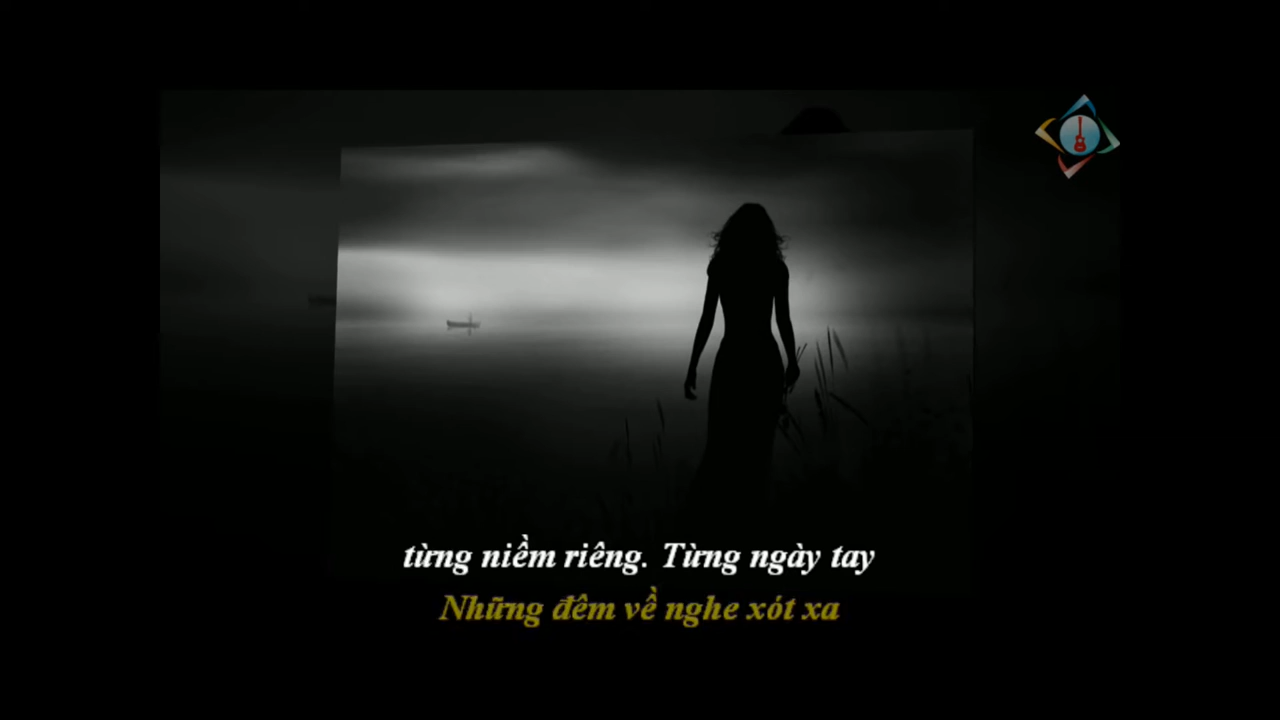 từng niềm riêng. Từng ngày tay
Những đêm về nghe xót xa